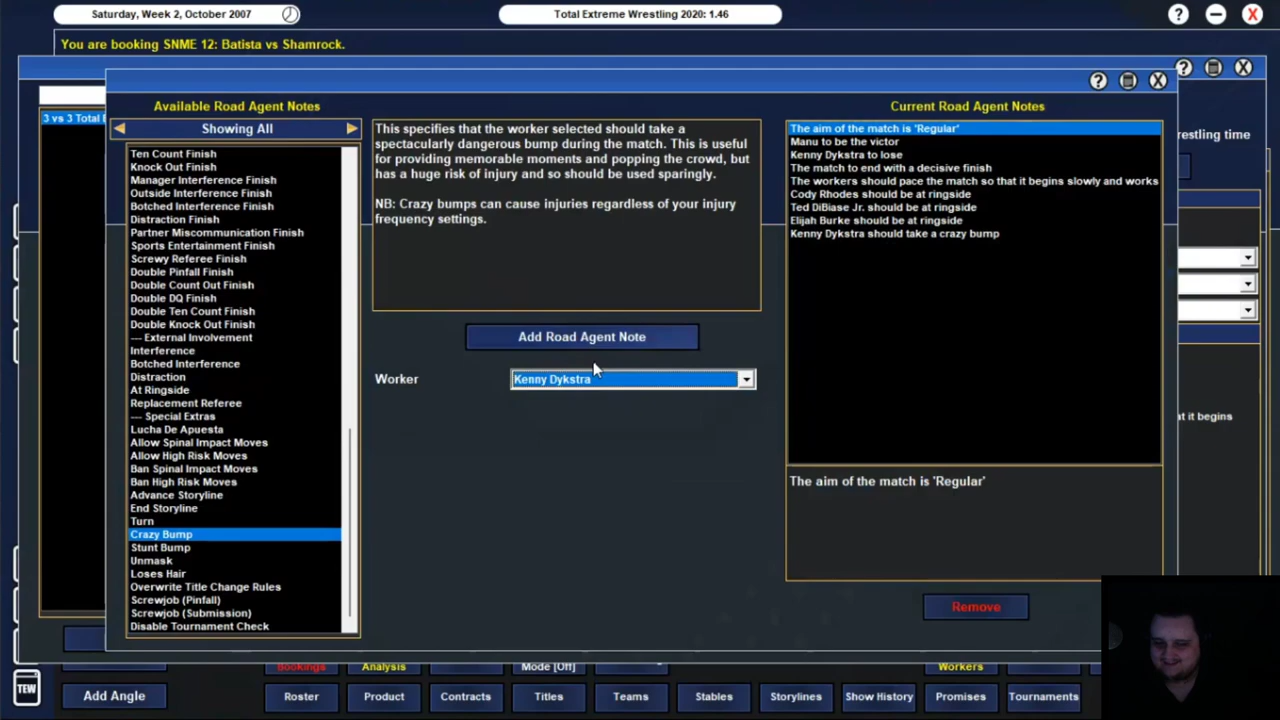 Saturday, Week 2, October 2007
Total Extreme Wrestling 2020: 1.46
You are booking SNME 12: Batista vs Shamrock.
Available Road Agent Notes
Showing All
Ten Count Finish
Knock Out Finish
Manager Interference Finish
Outside Interference Finish
Botched Interference Finish
Distraction Finish
Partner Miscommunication Finish
Sports Entertainment Finish
Screwy Referee Finish
Double Pinfall Finish
Double Count Out Finish
Double DQ Finish
Double Ten Count Finish
Double Knock Out Finish
--- External Involvement
Interference
Botched Interference
Distraction
At Ringside
Replacement Referee
--- Special Extras
Lucha De Apuesta
Allow Spinal Impact Moves
Allow High Risk Moves
Ban Spinal Impact Moves
Ban High Risk Moves
Advance Storyline
End Storyline
Turn
Crazy Bump
Stunt Bump
Unmask
Loses Hair
Overwrite Title Change Rules
Screwjob (Pinfall)
Screwjob (Submission)
Disable Tournament Check
This specifies that the worker selected should take a
spectacularly dangerous bump during the match. This is useful
for providing memorable moments and popping the crowd, but
has a huge risk of injury and so should be used sparingly.
NB: Crazy bumps can cause injuries regardless of your injury
frequency settings.
Add Road Agent Note
Worker
Kenny Dykstra
Current Road Agent Notes
The aim of the match is 'Regular'
Manu to be the victor
Kenny Dykstra to lose
The match to end with a decisive finish
The workers should pace the match so that it begins slowly and works
Cody Rhodes should be at ringside
Ted DiBiase Jr. should be at ringside
Elijah Burke should be at ringside
Kenny Dykstra should take a crazy bump
The aim of the match is 'Regular'
Remove
3 vs 3 Total
restling time
at it begins
Bookings
Analysis
Mode [Off]
Workers
TEW
Add Angle
Roster
Product
Contracts
Titles
Teams
Stables
Storylines
Show History
Promises
Tournaments